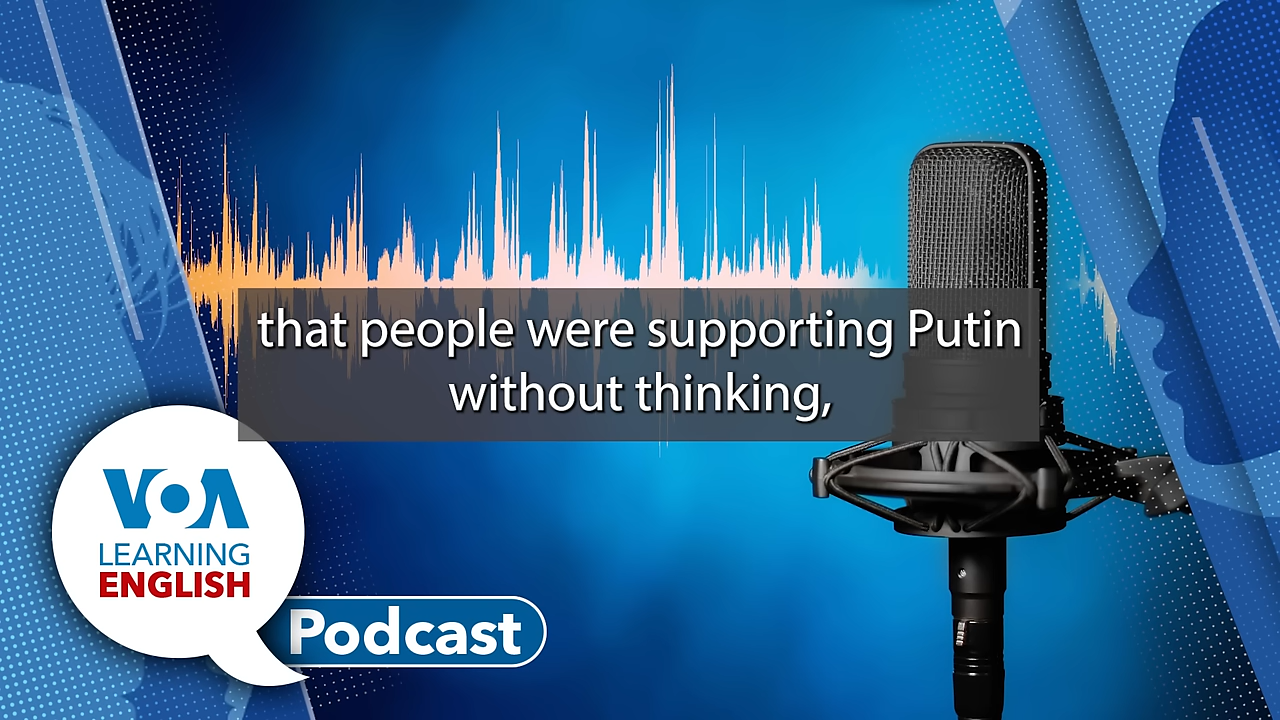 that people were supporting Putin
without thinking,
VOA
LEARNING
ENGLISH
Podcast